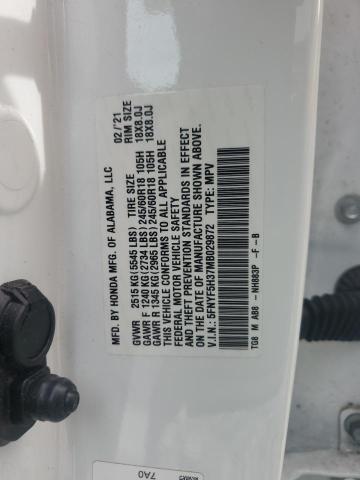 MFD. BY HONDA MFG. OF ALABAMA, LLC 02/'21
TIRE SIZE RIM SIZE
GVWR 2515 KG (5545 LBS)
GAWR F 1240 KG (2734 LBS) 245/60R18 105H 18X8.0J
GAWR R 1345 KG (2965 LBS) 245/60R18 105H 18X8.0J
THIS VEHICLE CONFORMS TO ALL APPLICABLE
FEDERAL MOTOR VEHICLE SAFETY
AND THEFT PREVENTION STANDARDS IN EFFECT
ON THE DATE OF MANUFACTURE SHOWN ABOVE.
V.I.N.: 5FNYF5H37MB029872 TYPE: MPV
TG8 M AB8 -NH883P -F -B
7A0